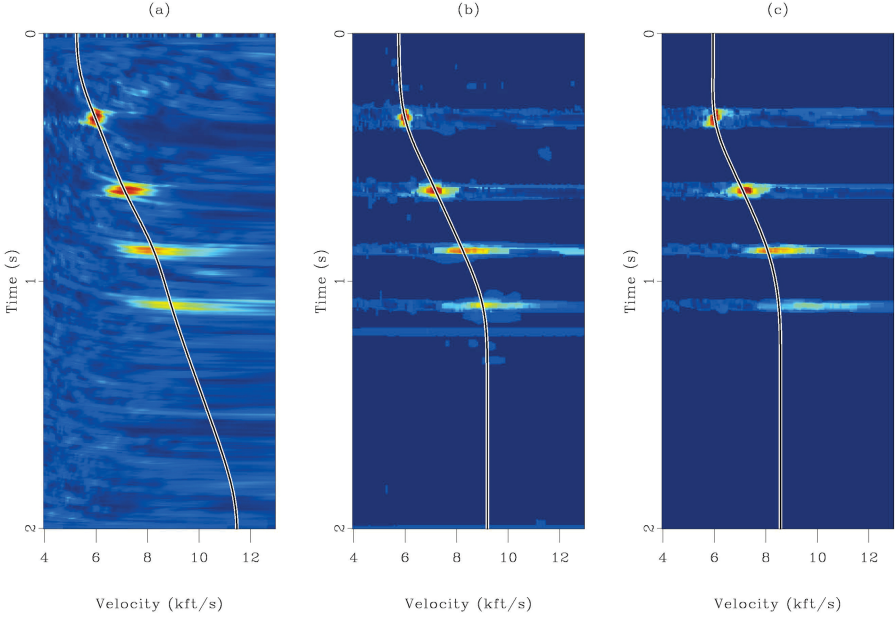 (a) (b) (c)
0 0 0
Time (s) Time (s) Time (s)
1 1 1
2 2 2
4 6 8 10 12 4 6 8 10 12 4 6 8 10 12
Velocity (kft/s) Velocity (kft/s) Velocity (kft/s)